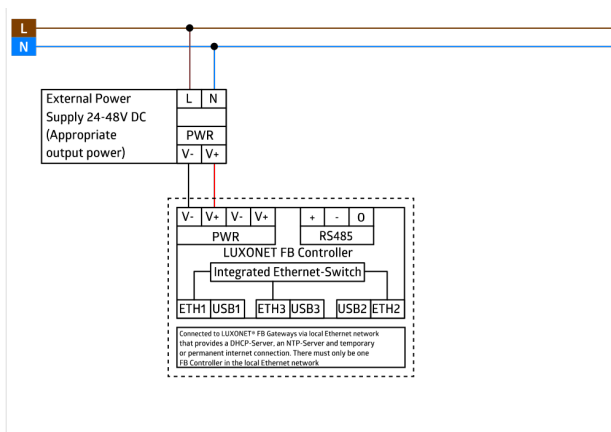 L
N
External Power
Supply 24-48V DC
(Appropriate
output power)
L N
PWR
V- V+
V- V+ V- V+
+ - 0
PWR
RS485
LUXONET FB Controller
Integrated Ethernet-Switch
ETH1 USB1 ETH3 USB3 USB2 ETH2
Connected to LUXONET® FB Gateways via local Ethernet network
that provides a DHCP-Server, an NTP-Server and temporary
or permanent internet connection. There must only be one
FB Controller in the local Ethernet network